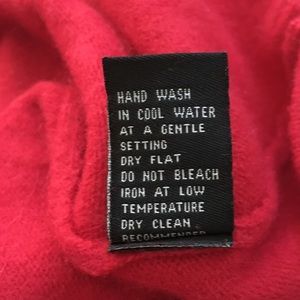 HAND WASH
IN COOL WATER
AT A GENTLE
SETTING
DRY FLAT
DO NOT BLEACH
IRON AT LOW
TEMPERATURE
DRY CLEAN
RECOMMENDED